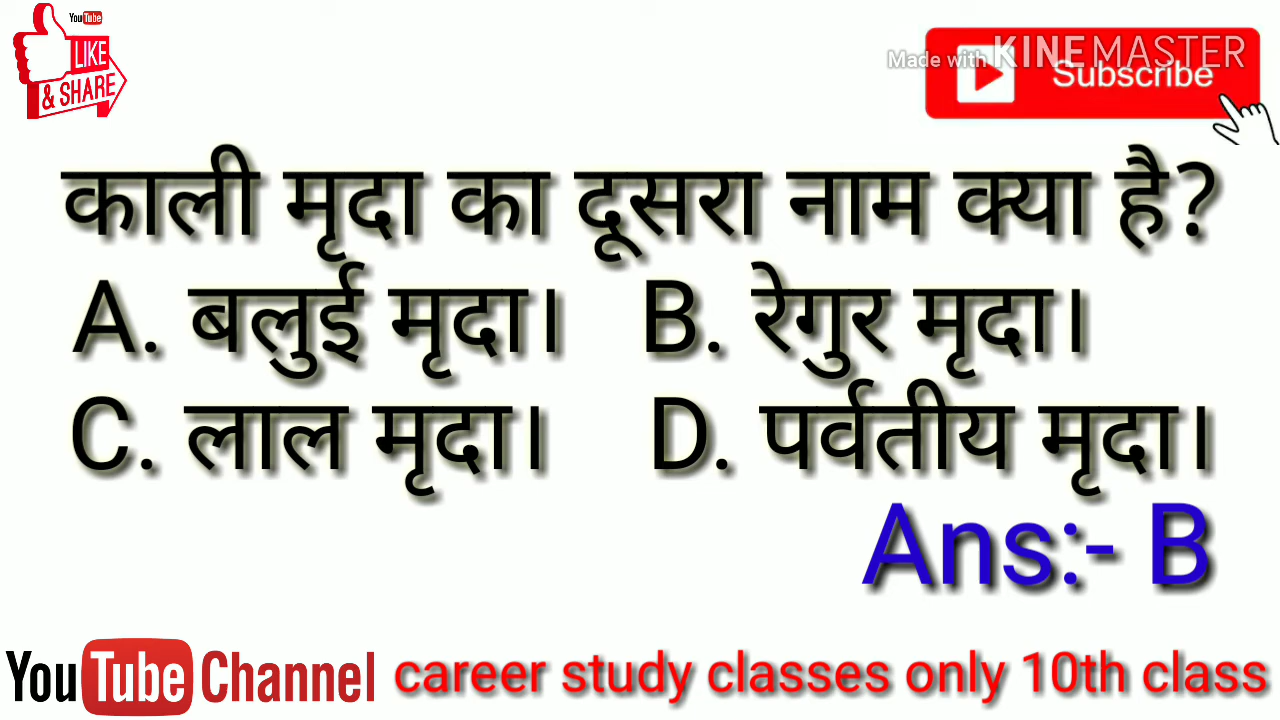 YouTube
LIKE
& SHARE
Made with KINEMASTER
Subscribe
काली मृदा का दूसरा नाम क्या है?
A. बलुई मृदा। B. रेगुर मृदा।
C. लाल मृदा। D. पर्वतीय मृदा।
Ans:- B
YouTube Channel career study classes only 10th class